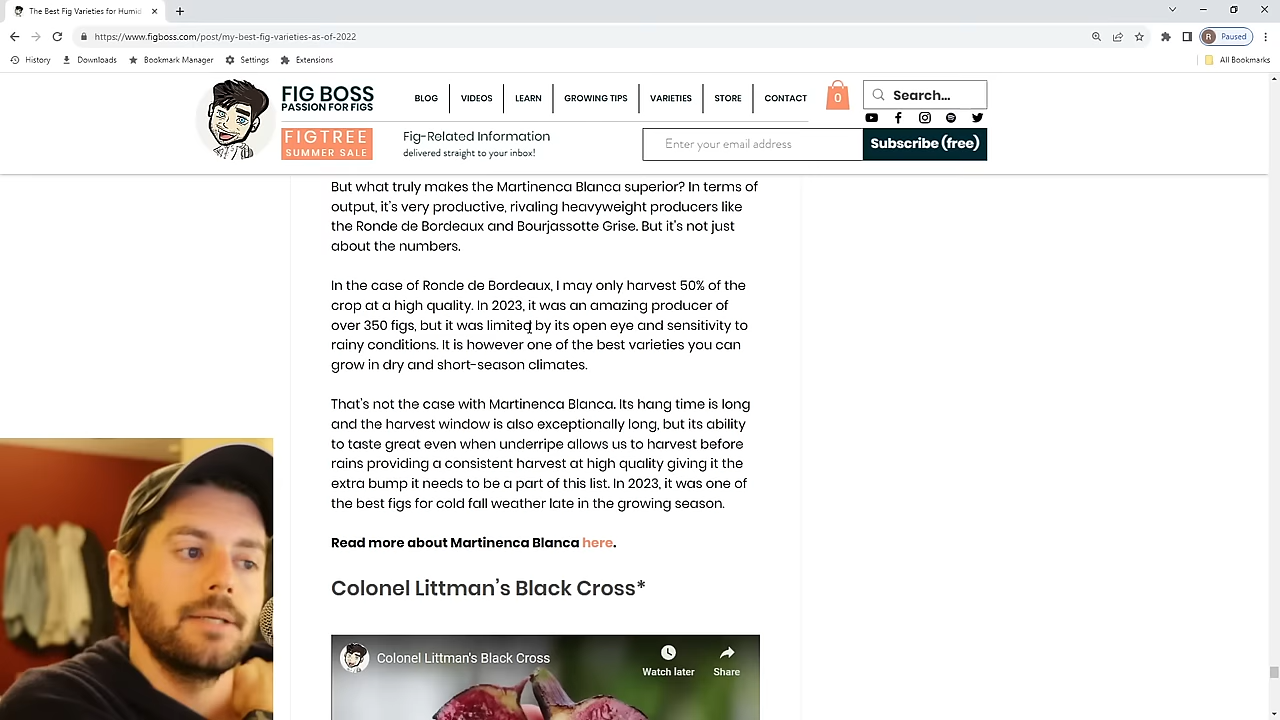 The Best Fig Varieties for Humid
https://www.figboss.com/post/my-best-fig-varieties-as-of-2022
R
Paused
History
Downloads
Bookmark Manager
Settings
Extensions
All Bookmarks
FIG BOSS
PASSION FOR FIGS
BLOG
VIDEOS
LEARN
GROWING TIPS
VARIETIES
STORE
CONTACT
0
Search...
FIGTREE
SUMMER SALE
Fig-Related Information
delivered straight to your inbox!
Enter your email address
Subscribe (free)
But what truly makes the Martinenca Blanca superior? In terms of
output, it's very productive, rivaling heavyweight producers like
the Ronde de Bordeaux and Bourjassotte Grise. But it's not just
about the numbers.
In the case of Ronde de Bordeaux, I may only harvest 50% of the
crop at a high quality. In 2023, it was an amazing producer of
over 350 figs, but it was limited by its open eye and sensitivity to
rainy conditions. It is however one of the best varieties you can
grow in dry and short-season climates.
That's not the case with Martinenca Blanca. Its hang time is long
and the harvest window is also exceptionally long, but its ability
to taste great even when underripe allows us to harvest before
rains providing a consistent harvest at high quality giving it the
extra bump it needs to be a part of this list. In 2023, it was one of
the best figs for cold fall weather late in the growing season.
Read more about Martinenca Blanca here.
Colonel Littman's Black Cross*
Colonel Littman's Black Cross
Watch later
Share